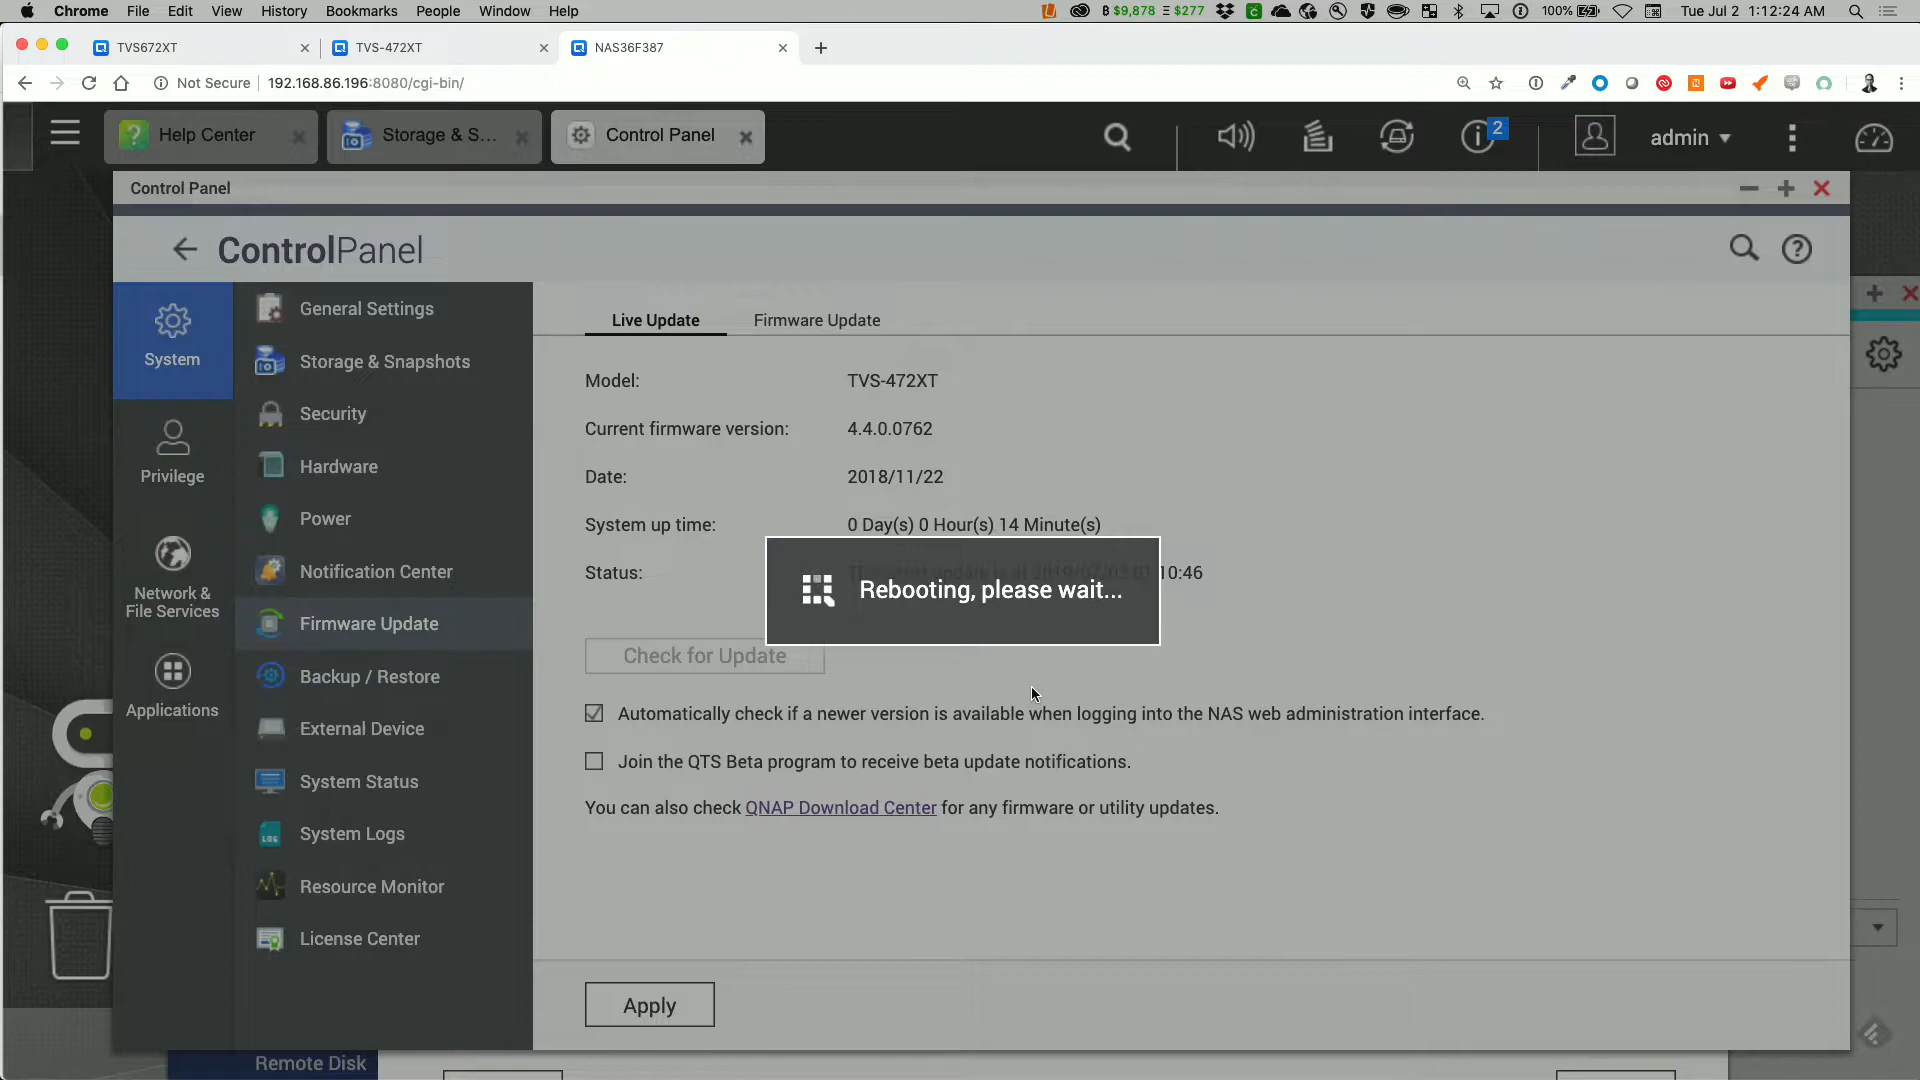 Chrome File Edit View History Bookmarks People Window Help
฿ $9,878 Ξ $277 100% Tue Jul 2 1:12:24 AM
TVS672XT TVS-472XT NAS36F387
Not Secure 192.168.86.196:8080/cgi-bin/
Help Center Storage & S... Control Panel 2 admin
Control Panel
ControlPanel
System
Privilege
Network &
File Services
Applications
General Settings
Storage & Snapshots
Security
Hardware
Power
Notification Center
Firmware Update
Backup / Restore
External Device
System Status
System Logs
Resource Monitor
License Center
Live Update Firmware Update
Model: TVS-472XT
Current firmware version: 4.4.0.0762
Date: 2018/11/22
System up time: 0 Day(s) 0 Hour(s) 14 Minute(s)
Status: 10:46
Rebooting, please wait...
Check for Update
Automatically check if a newer version is available when logging into the NAS web administration interface.
Join the QTS Beta program to receive beta update notifications.
You can also check QNAP Download Center for any firmware or utility updates.
Apply
Remote Disk